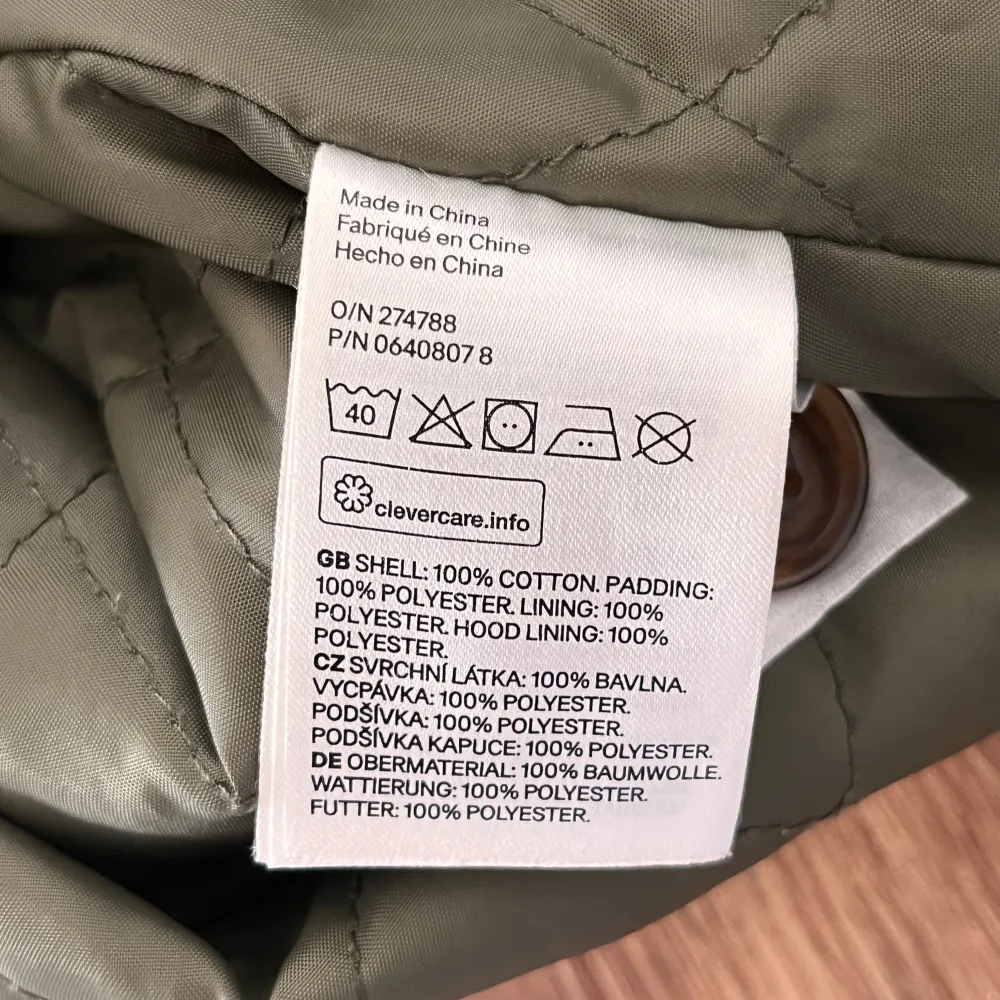 Made in China
Fabriqué en Chine
Hecho en China
O/N 274788
P/N 0640807 8
40
clevercare.info
GB SHELL: 100% COTTON. PADDING:
100% POLYESTER. LINING: 100%
POLYESTER. HOOD LINING: 100%
POLYESTER.
CZ SVRCHNÍ LÁTKA: 100% BAVLNA.
VYCPÁVKA: 100% POLYESTER.
PODŠÍVKA: 100% POLYESTER.
PODŠÍVKA KAPUCE: 100% POLYESTER.
DE OBERMATERIAL: 100% BAUMWOLLE.
WATTIERUNG: 100% POLYESTER.
FUTTER: 100% POLYESTER.